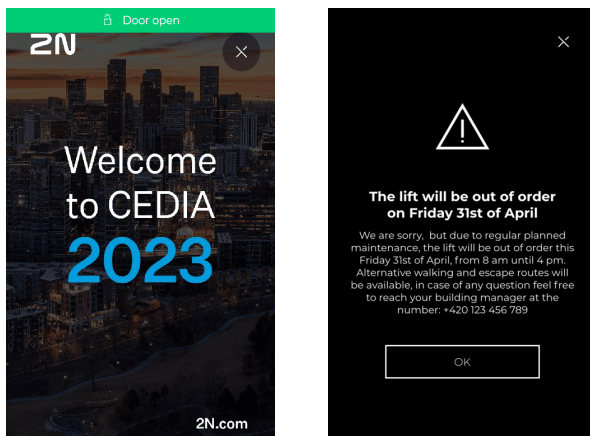 Door open
2N
Welcome
to CEDIA
2023
2N.com
The lift will be out of order
on Friday 31st of April
We are sorry, but due to regular planned
maintenance, the lift will be out of order this
Friday 31st of April, from 8 am until 4 pm.
Alternative walking and escape routes will
be available, in case of any question feel free
to reach your building manager at the
number: +420 123 456 789
OK